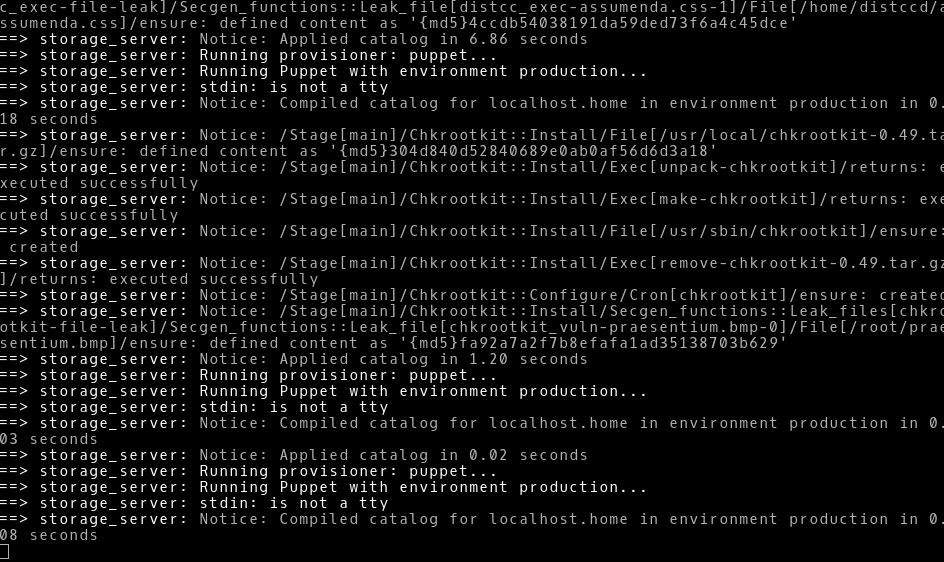 c_exec-file-leak]/Secgen_functions::Leak_file[distcc_exec-assumenda.css-1]/File[/home/distccd/a
ssumenda.css]/ensure: defined content as '{md5}4ccdb54038191da59ded73f6a4c45dce'
==> storage_server: Notice: Applied catalog in 6.86 seconds
==> storage_server: Running provisioner: puppet...
==> storage_server: Running Puppet with environment production...
==> storage_server: stdin: is not a tty
==> storage_server: Notice: Compiled catalog for localhost.home in environment production in 0.
18 seconds
==> storage_server: Notice: /Stage[main]/Chkrootkit::Install/File[/usr/local/chkrootkit-0.49.ta
r.gz]/ensure: defined content as '{md5}304d840d52840689e0ab0af56d6d3a18'
==> storage_server: Notice: /Stage[main]/Chkrootkit::Install/Exec[unpack-chkrootkit]/returns: e
xecuted successfully
==> storage_server: Notice: /Stage[main]/Chkrootkit::Install/Exec[make-chkrootkit]/returns: exe
cuted successfully
==> storage_server: Notice: /Stage[main]/Chkrootkit::Install/File[/usr/sbin/chkrootkit]/ensure:
 created
==> storage_server: Notice: /Stage[main]/Chkrootkit::Install/Exec[remove-chkrootkit-0.49.tar.gz
]/returns: executed successfully
==> storage_server: Notice: /Stage[main]/Chkrootkit::Configure/Cron[chkrootkit]/ensure: created
==> storage_server: Notice: /Stage[main]/Chkrootkit::Install/Secgen_functions::Leak_files[chkro
otkit-file-leak]/Secgen_functions::Leak_file[chkrootkit_vuln-praesentium.bmp-0]/File[/root/prae
sentium.bmp]/ensure: defined content as '{md5}fa92a7a2f7b8efafa1ad35138703b629'
==> storage_server: Notice: Applied catalog in 1.20 seconds
==> storage_server: Running provisioner: puppet...
==> storage_server: Running Puppet with environment production...
==> storage_server: stdin: is not a tty
==> storage_server: Notice: Compiled catalog for localhost.home in environment production in 0.
03 seconds
==> storage_server: Notice: Applied catalog in 0.02 seconds
==> storage_server: Running provisioner: puppet...
==> storage_server: Running Puppet with environment production...
==> storage_server: stdin: is not a tty
==> storage_server: Notice: Compiled catalog for localhost.home in environment production in 0.
08 seconds